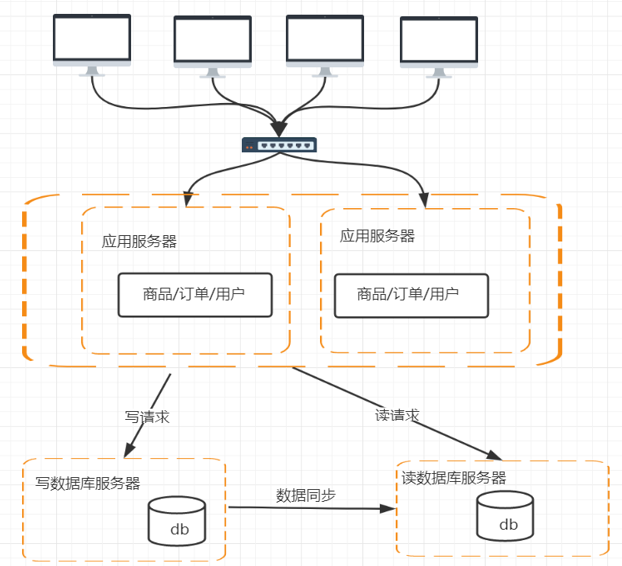 应用服务器
应用服务器
商品/订单/用户
商品/订单/用户
写请求
读请求
写数据库服务器
读数据库服务器
数据同步
db
db